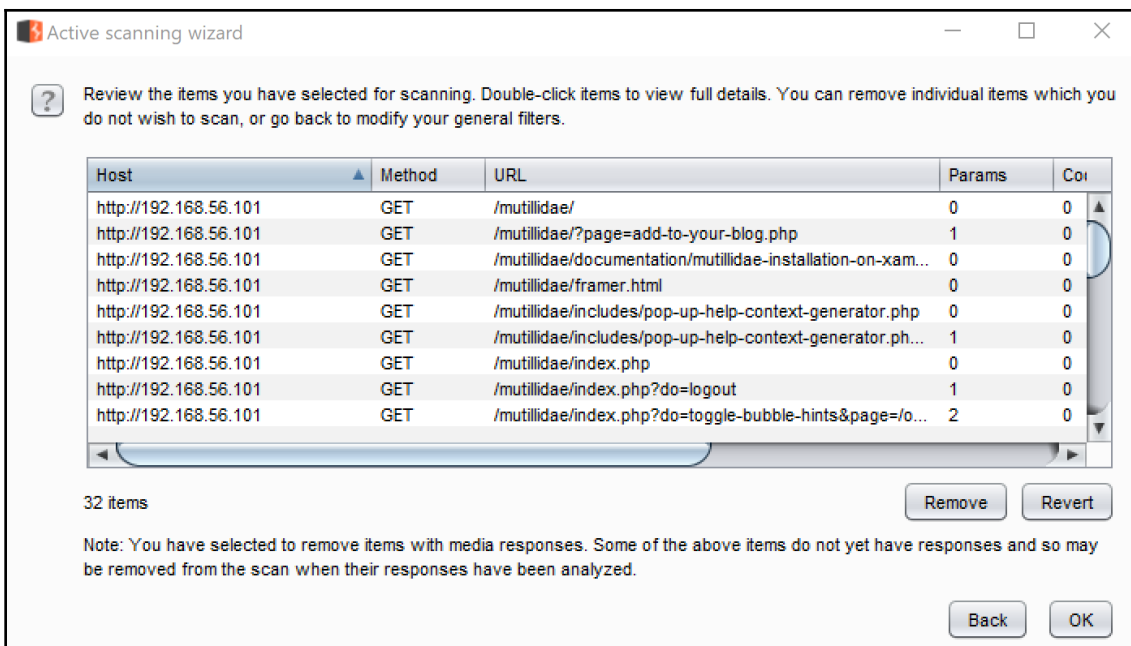 Active scanning wizard
?
Review the items you have selected for scanning. Double-click items to view full details. You can remove individual items which you
do not wish to scan, or go back to modify your general filters.
Host Method URL Params Coi
http://192.168.56.101 GET /mutillidae/ 0 0
http://192.168.56.101 GET /mutillidae/?page=add-to-your-blog.php 1 0
http://192.168.56.101 GET /mutillidae/documentation/mutillidae-installation-on-xam... 0 0
http://192.168.56.101 GET /mutillidae/framer.html 0
http://192.168.56.101 GET /mutillidae/includes/pop-up-help-context-generator.php 0 0
http://192.168.56.101 GET /mutillidae/includes/pop-up-help-context-generator.ph... 1 0
http://192.168.56.101 GET /mutillidae/index.php 0 0
http://192.168.56.101 GET /mutillidae/index.php?do=logout 1 0
http://192.168.56.101 GET /mutillidae/index.php?do=toggle-bubble-hints&page=/o... 2 0
32 items
Remove Revert
Note: You have selected to remove items with media responses. Some of the above items do not yet have responses and so may
be removed from the scan when their responses have been analyzed.
Back OK